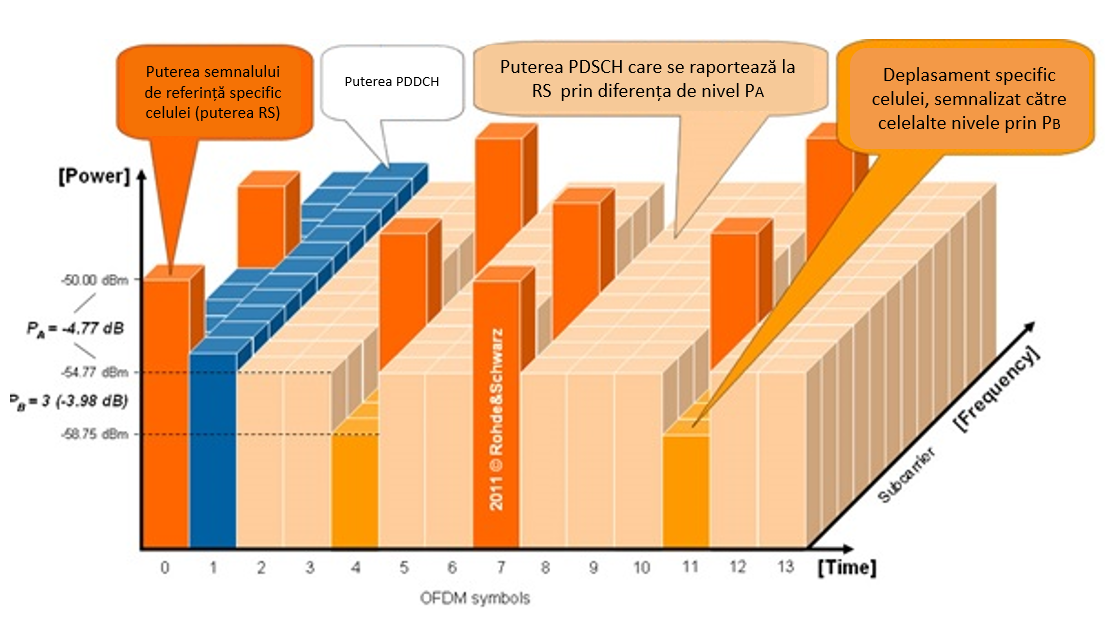 Puterea semnalului
de referință specific
celulei (puterea RS)
Puterea PDDCH
Puterea PDSCH care se raportează la
RS prin diferența de nivel PA
Deplasament specific
celulei, semnalizat către
celelalte nivele prin PB
[Power]
-50.00 dBm
PA = -4.77 dB
-54.77 dBm
PB = 3 (-3.98 dB)
-58.75 dBm
2011 © Rohde&Schwarz
[Frequency]
Subcarrier
0 1 2 3 4 5 6 7 8 9 10 11 12 13 [Time]
OFDM symbols